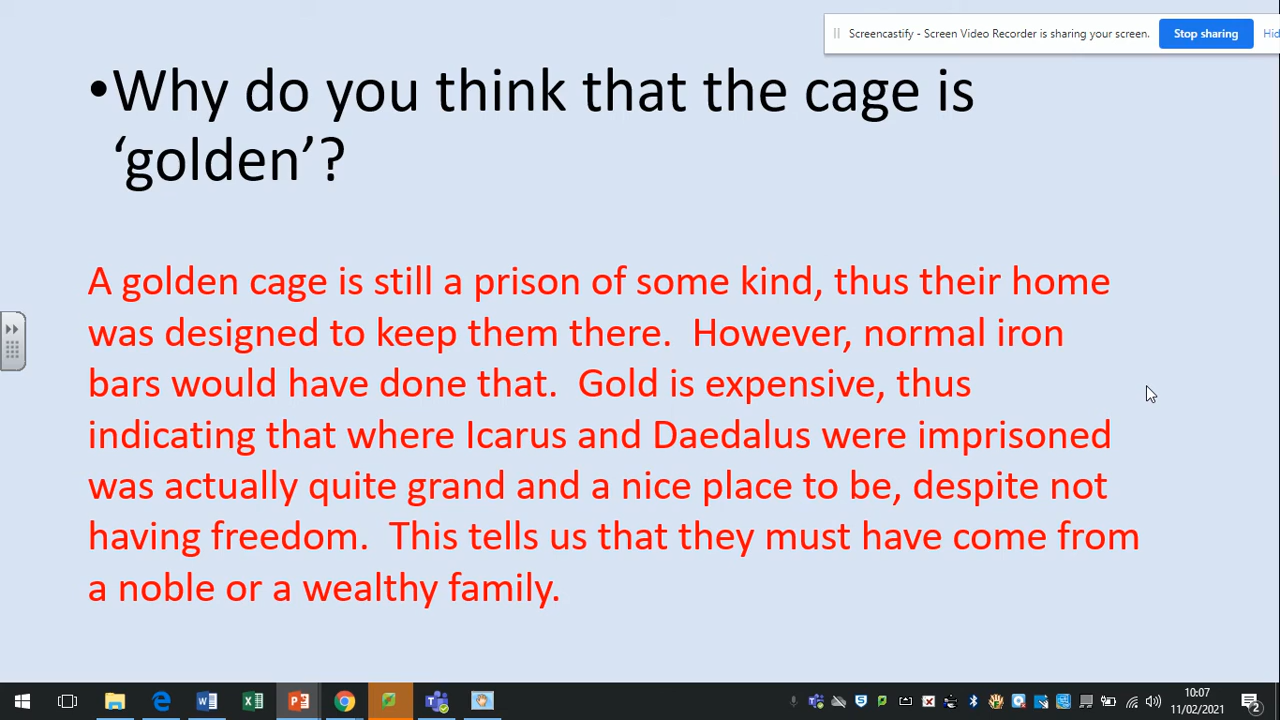 Screencastify - Screen Video Recorder is sharing your screen. Stop sharing Hid
•Why do you think that the cage is
‘golden’?
A golden cage is still a prison of some kind, thus their home
was designed to keep them there.  However, normal iron
bars would have done that.  Gold is expensive, thus
indicating that where Icarus and Daedalus were imprisoned
was actually quite grand and a nice place to be, despite not
having freedom.  This tells us that they must have come from
a noble or a wealthy family.
10:07
11/02/2021